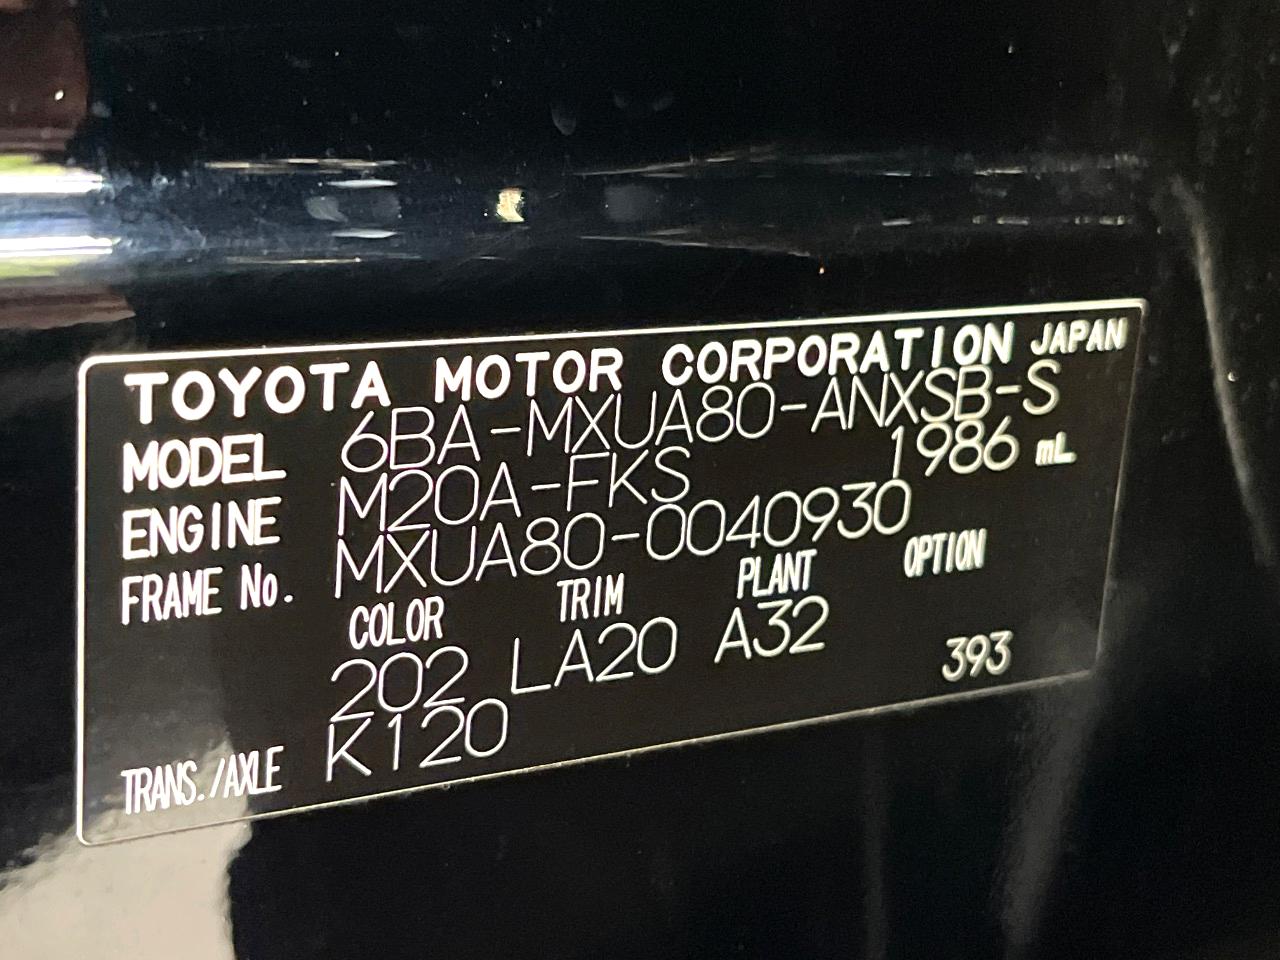 TOYOTA MOTOR CORPORATION JAPAN
MODEL 6BA-MXUA80-ANXSB-S
ENGINE M20A-FKS 1986 mL
FRAME No. MXUA80-0040930
COLOR TRIM PLANT OPTION
202 LA20 A32 393
TRANS./AXLE K120